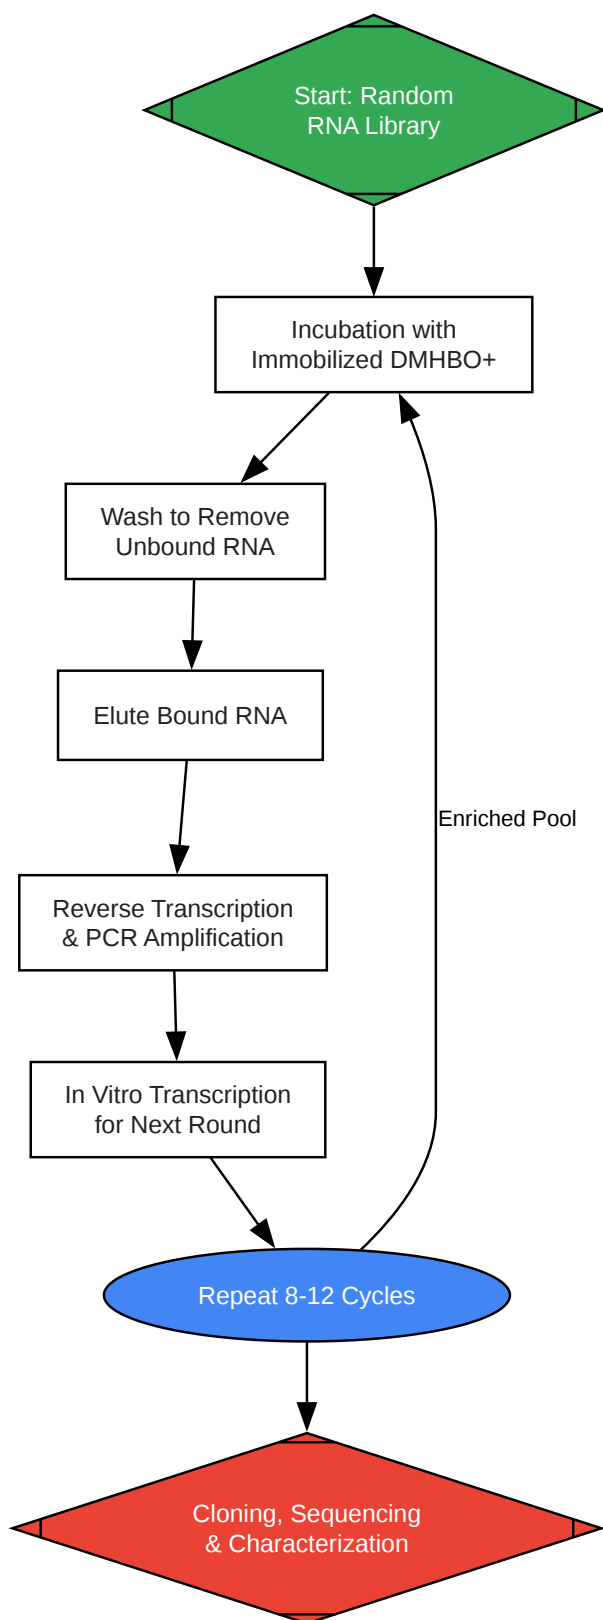 Start: Random
RNA Library
Incubation with
Immobilized DMHBO+
Wash to Remove
Unbound RNA
Elute Bound RNA
Enriched Pool
Reverse Transcription
& PCR Amplification
In Vitro Transcription
for Next Round
Repeat 8-12 Cycles
Cloning, Sequencing
& Characterization